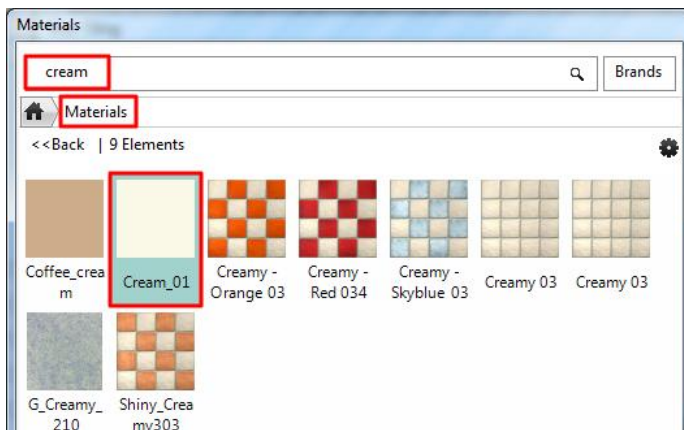 Materials
cream
Brands
Materials
<<Back | 9 Elements
Coffee_crea
m
Cream_01
Creamy -
Orange 03
Creamy -
Red 034
Creamy -
Skyblue 03
Creamy 03
Creamy 03
G_Creamy_
210
Shiny_Crea
my303